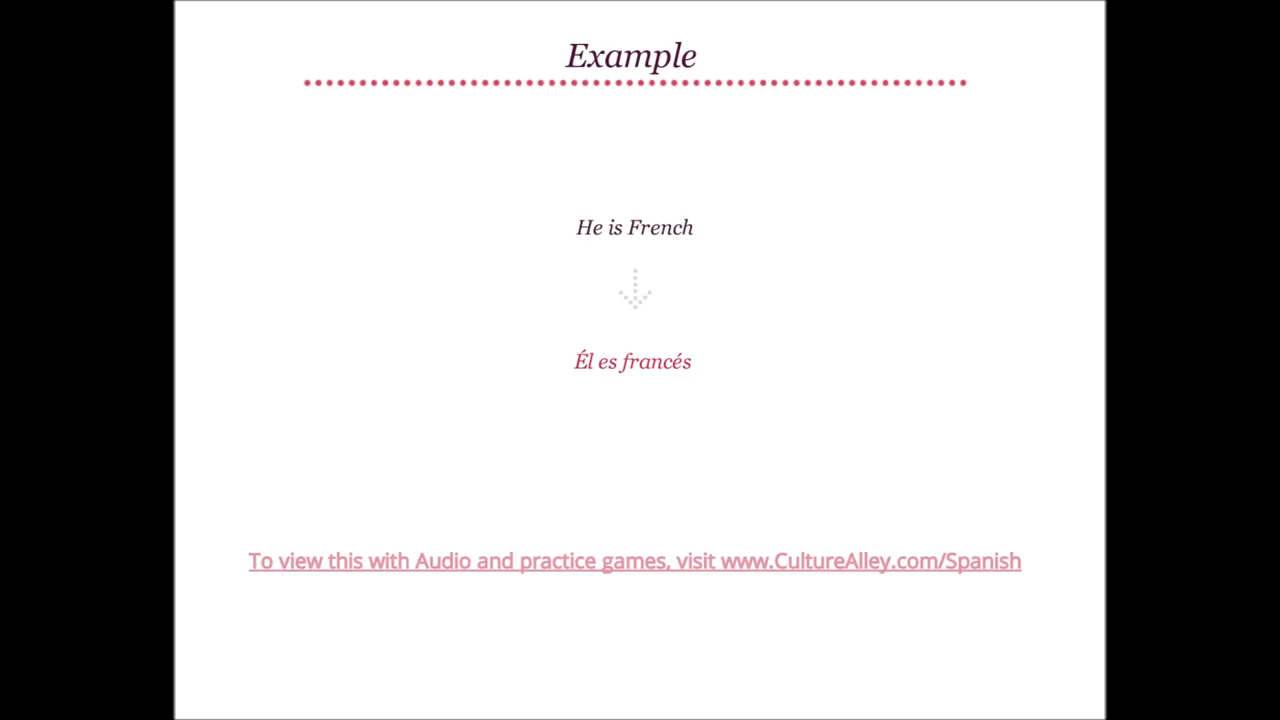 Example
He is French
Él es francés
To view this with Audio and practice games, visit www.CultureAlley.com/Spanish